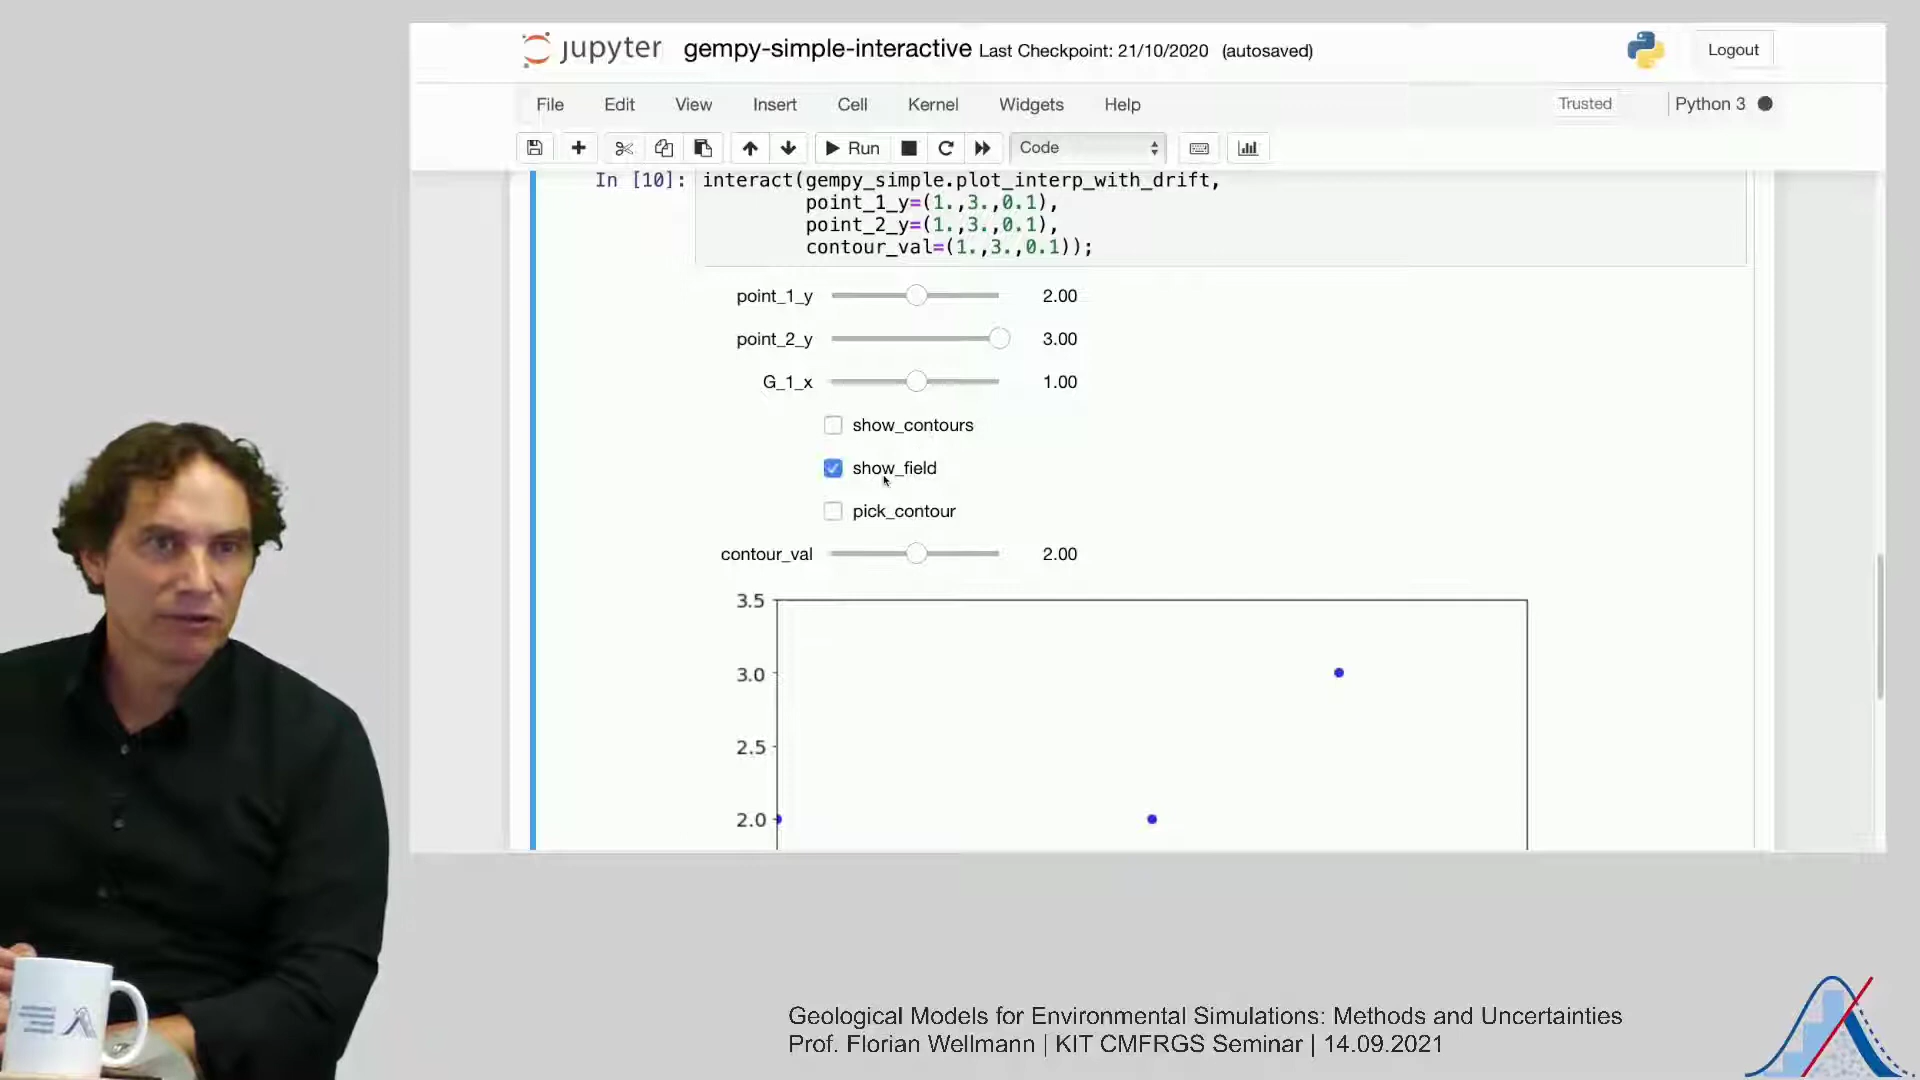 jupyter gempy-simple-interactive Last Checkpoint: 21/10/2020 (autosaved) Logout
File Edit View Insert Cell Kernel Widgets Help Trusted Python 3
Run Code
In [10]: interact(gempy_simple.plot_interp_with_drift,
point_1_y=(1.,3.,0.1),
point_2_y=(1.,3.,0.1),
contour_val=(1.,3.,0.1));
point_1_y 2.00
point_2_y 3.00
G_1_x 1.00
show_contours
show_field
pick_contour
contour_val 2.00
3.5
3.0
2.5
2.0
Geological Models for Environmental Simulations: Methods and Uncertainties
Prof. Florian Wellmann | KIT CMFRGS Seminar | 14.09.2021